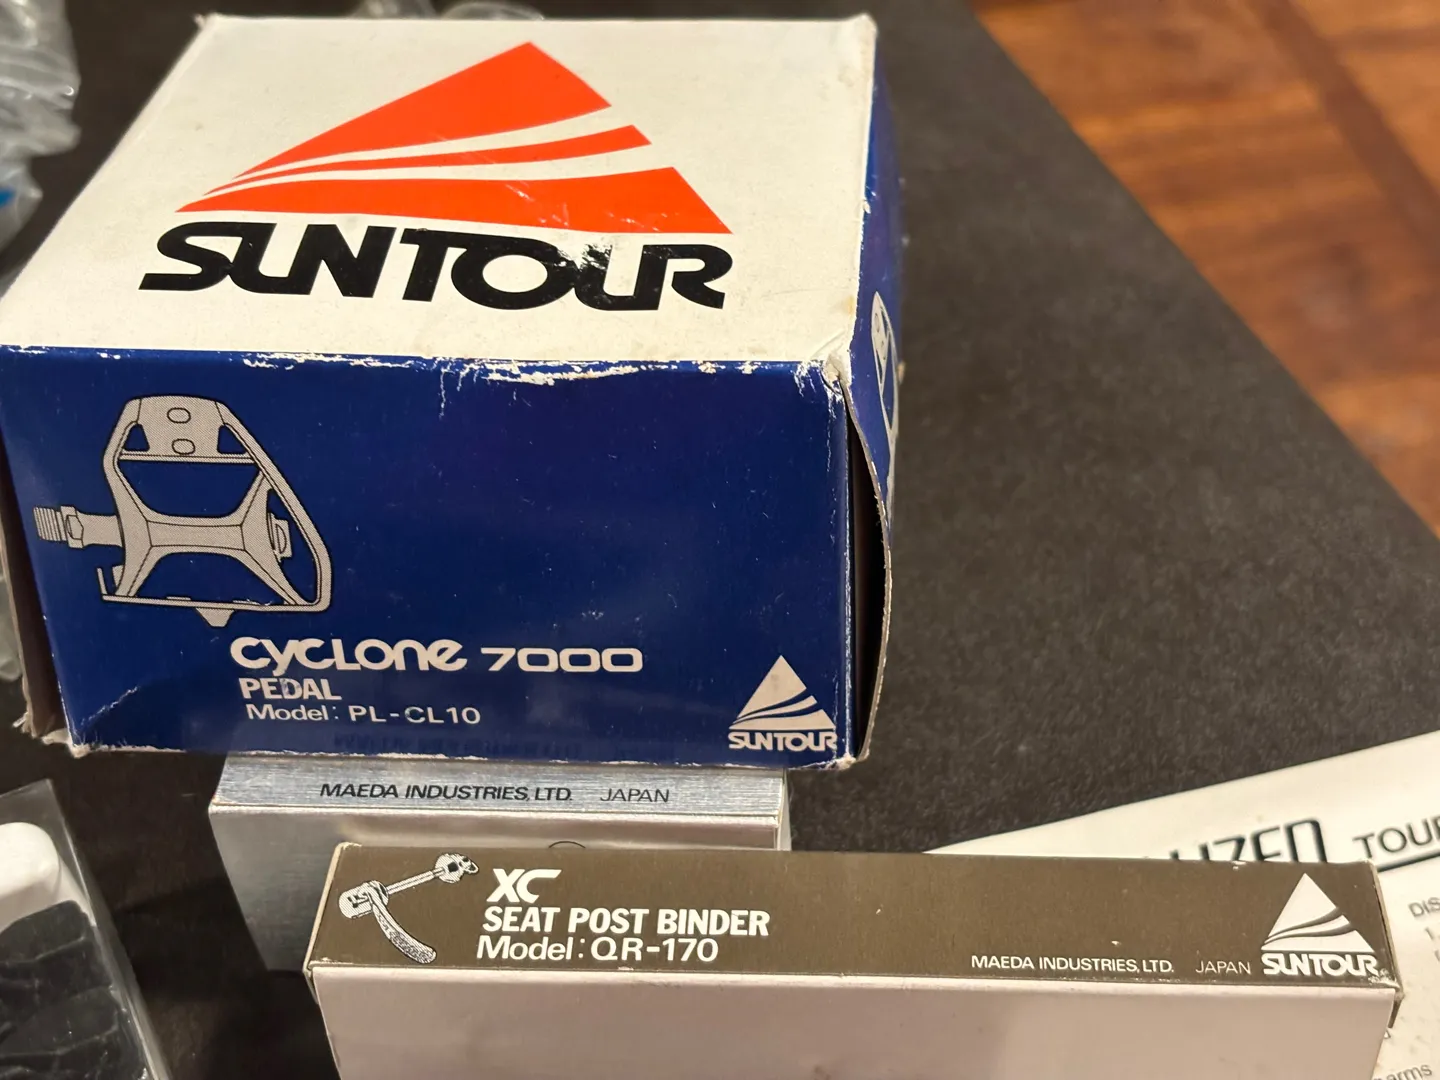 SUNTOUR
CYCLONE 7000
PEDAL
Model: PL-CL10
SUNTOUR
MAEDA INDUSTRIES, LTD. JAPAN
XC
SEAT POST BINDER
Model: QR-170
MAEDA INDUSTRIES, LTD. JAPAN SUNTOUR